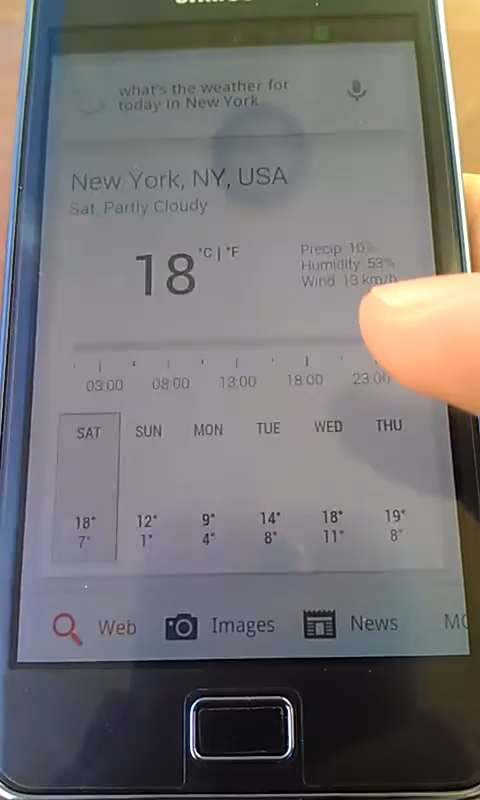 what's the weather for
today in New York
New York, NY, USA
Sat, Partly Cloudy
18 °C | °F
Precip: 10%
Humidity: 53%
Wind: 13 km/h
03:00 08:00 13:00 18:00 23:00
SAT SUN MON TUE WED THU
18° 12° 9° 14° 18° 19°
7° 1° 4° 8° 11° 8°
Web Images News